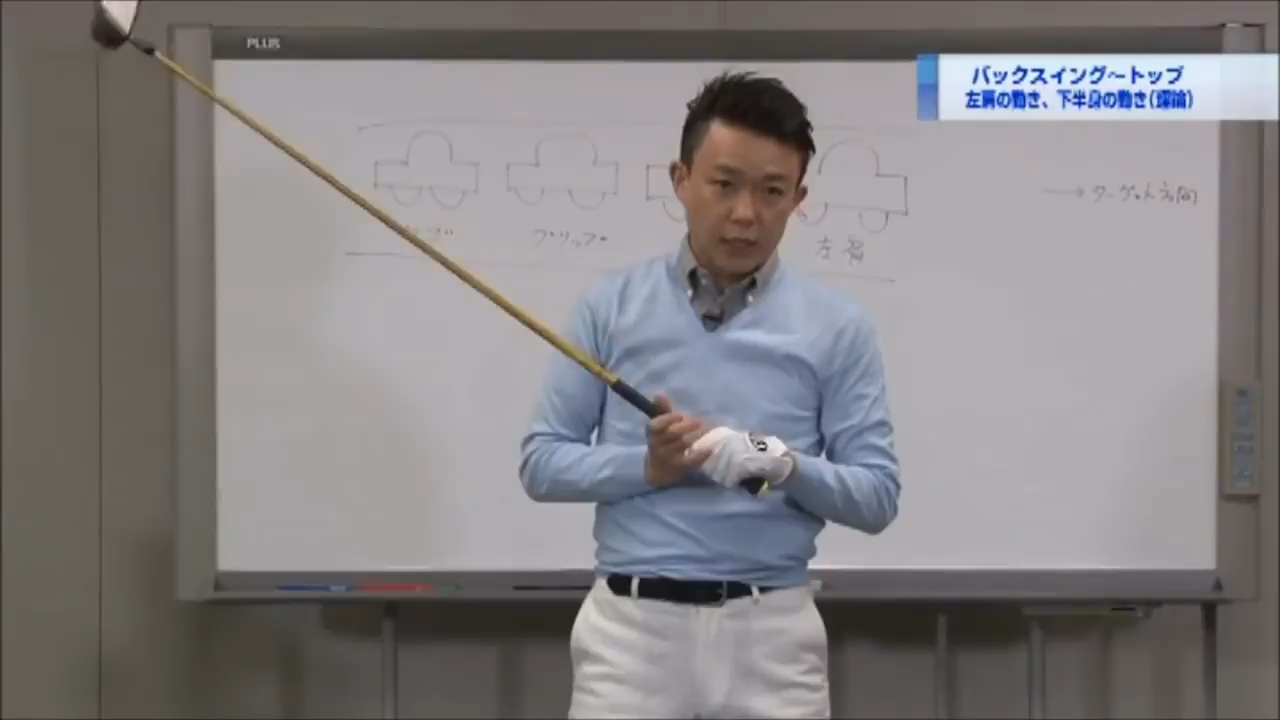 PLUS
バックスイング~トップ
左肩の動き、下半身の動き(理論)
グリップ
左肩
→ターゲット方向